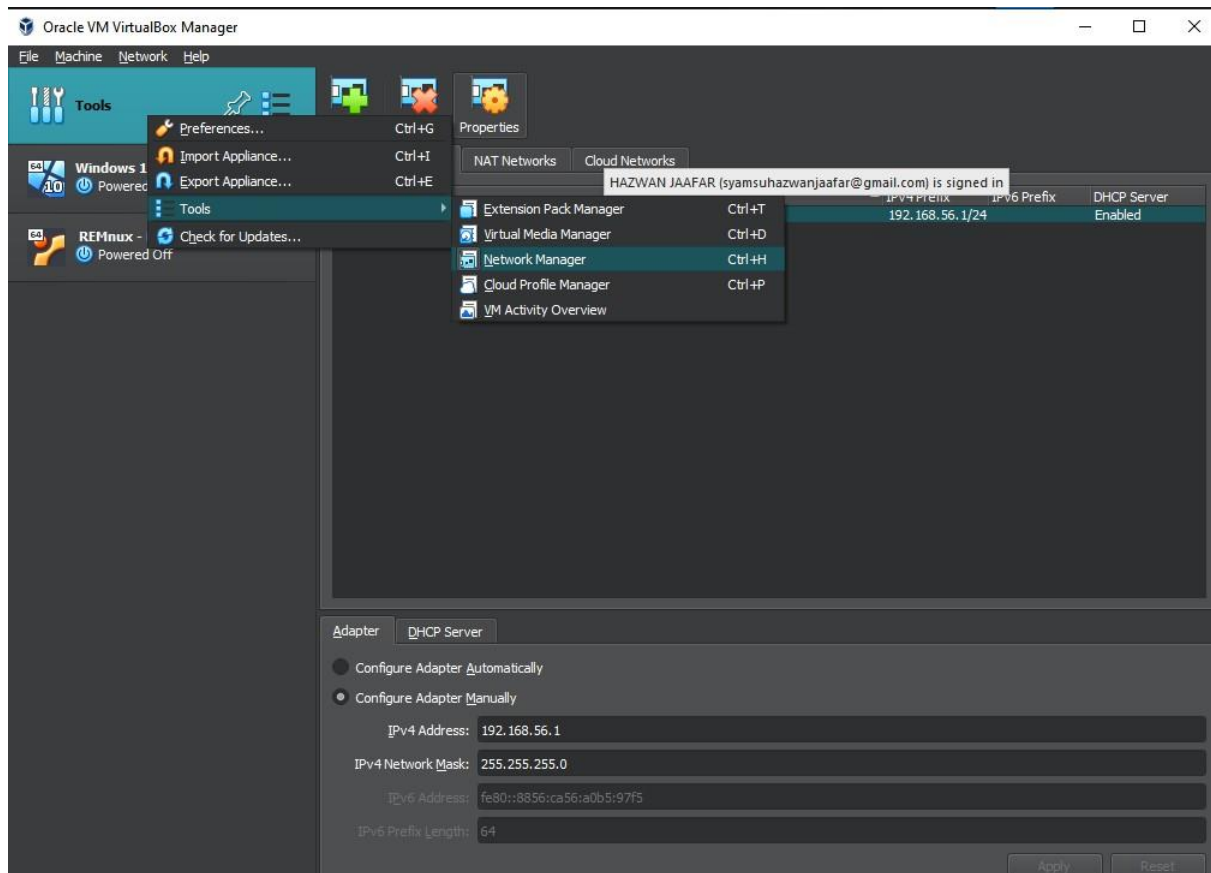 Oracle VM VirtualBox Manager
File Machine Network Help
Tools
Properties
Preferences... Ctrl+G
Import Appliance... Ctrl+I
Export Appliance... Ctrl+E
Tools
Check for Updates...
64
10
Windows 1
Powered
64
REMnux -
Powered Off
NAT Networks Cloud Networks
HAZWAN JAAFAR (syamsuhazwanjaafar@gmail.com) is signed in
IPv4 Prefix IPv6 Prefix DHCP Server
192.168.56.1/24 Enabled
Extension Pack Manager Ctrl+T
Virtual Media Manager Ctrl+D
Network Manager Ctrl+H
Cloud Profile Manager Ctrl+P
VM Activity Overview
Adapter DHCP Server
Configure Adapter Automatically
Configure Adapter Manually
IPv4 Address: 192.168.56.1
IPv4 Network Mask: 255.255.255.0
IPv6 Address: fe80::8856:ca56:a0b5:97f5
IPv6 Prefix Length: 64
Apply Reset